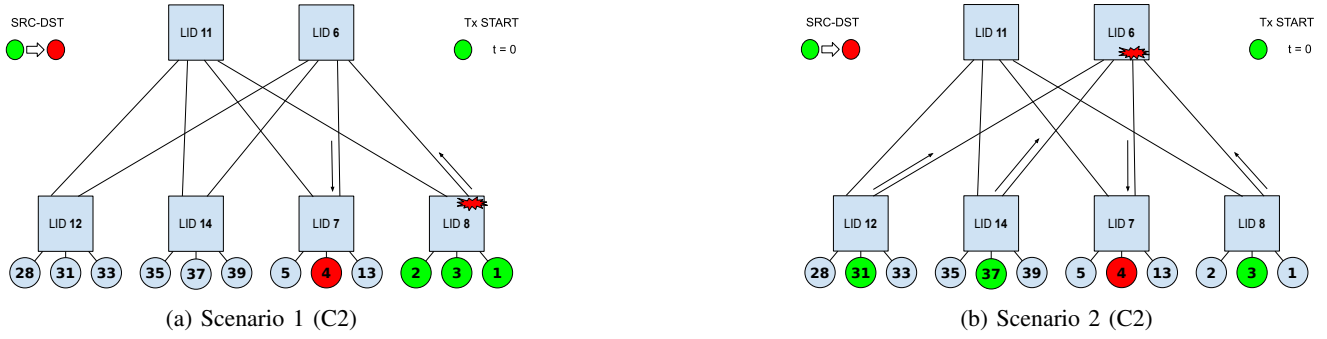 SRC-DST
LID 11
LID 6
Tx START
t = 0
LID 12
LID 14
LID 7
LID 8
28 31 33 35 37 39 5 4 13 2 3 1
(a) Scenario 1 (C2)
SRC-DST
LID 11
LID 6
Tx START
t = 0
LID 12
LID 14
LID 7
LID 8
28 31 33 35 37 39 5 4 13 2 3 1
(b) Scenario 2 (C2)